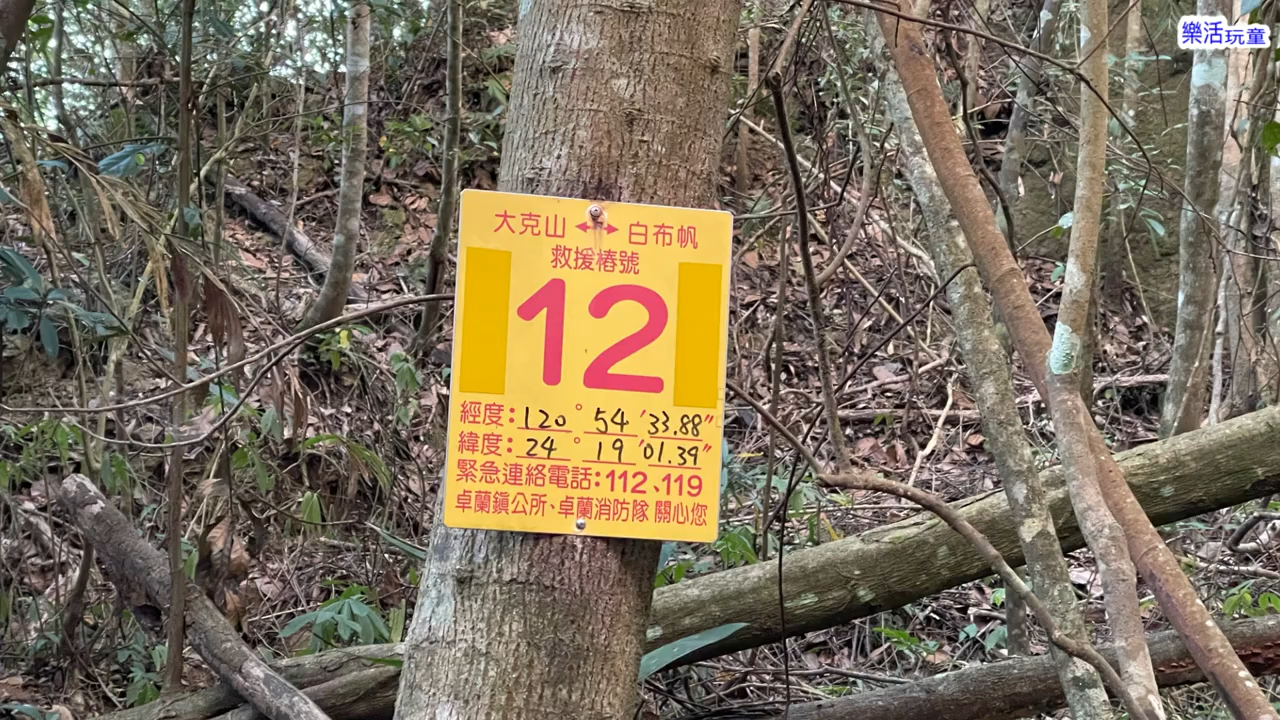 樂活玩童
大克山 ↔ 白布帆
救援樁號
12
經度:120° 54'33.88"
緯度:24° 19'01.39"
緊急連絡電話:112、119
卓蘭鎮公所、卓蘭消防隊 關心您